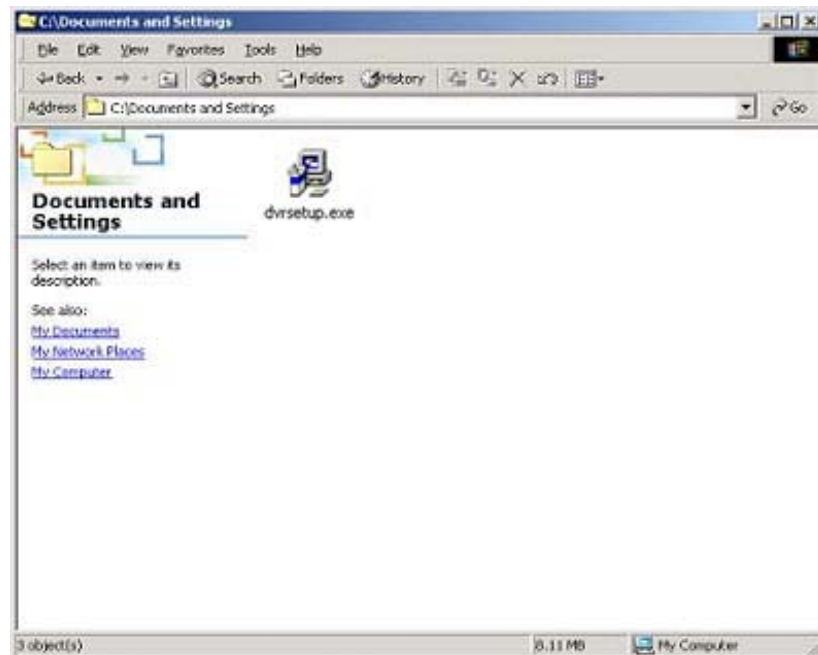 C:\Documents and Settings
File Edit View Favorites Tools Help
Back Search Folders History
Address C:\Documents and Settings Go
Documents and
Settings
dvrsetup.exe
Select an item to view its
description.
See also:
My Documents
My Network Places
My Computer
3 object(s) 8.11 MB My Computer